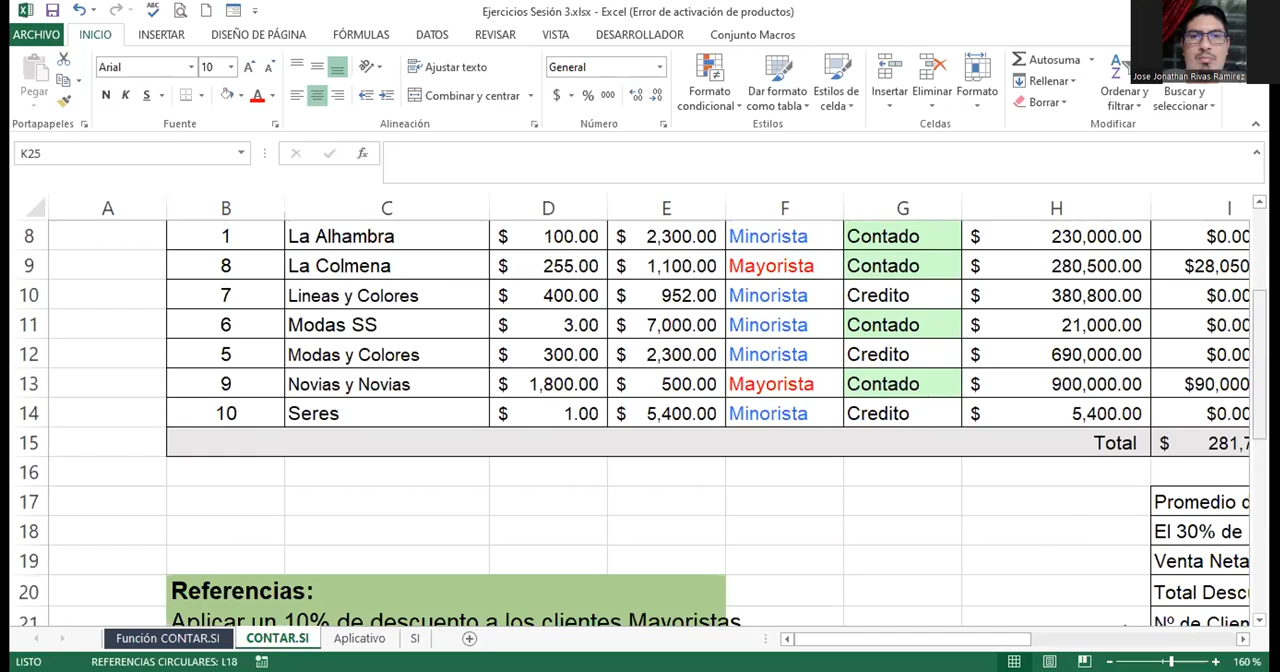 Ejercicios Sesión 3.xlsx - Excel (Error de activación de productos)
ARCHIVO INICIO INSERTAR DISEÑO DE PÁGINA FÓRMULAS DATOS REVISAR VISTA DESARROLLADOR Conjunto Macros
Jose Jonathan Rivas Ramirez
Pegar
Arial 10
N K S
Ajustar texto
Combinar y centrar
General
$ % 000
Formato condicional
Dar formato como tabla
Estilos de celda
Insertar Eliminar Formato
Autosuma
Rellenar
Borrar
Ordenar y filtrar
Buscar y seleccionar
Portapapeles Fuente Alineación Número Estilos Celdas Modificar
K25 fx
A B C D E F G H I
8 1 La Alhambra $ 100.00 $ 2,300.00 Minorista Contado $ 230,000.00 $0.00
9 8 La Colmena $ 255.00 $ 1,100.00 Mayorista Contado $ 280,500.00 $28,050
10 7 Lineas y Colores $ 400.00 $ 952.00 Minorista Credito $ 380,800.00 $0.00
11 6 Modas SS $ 3.00 $ 7,000.00 Minorista Contado $ 21,000.00 $0.00
12 5 Modas y Colores $ 300.00 $ 2,300.00 Minorista Credito $ 690,000.00 $0.00
13 9 Novias y Novias $ 1,800.00 $ 500.00 Mayorista Contado $ 900,000.00 $90,000
14 10 Seres $ 1.00 $ 5,400.00 Minorista Credito $ 5,400.00 $0.00
15 Total $ 281,7
16
17 Promedio d
18 El 30% de
19 Venta Neta
20 Referencias: Total Desc
21 Aplicar un 10% de descuento a los clientes Mayoristas Nº de Clien
Función CONTAR.SI CONTAR.SI Aplicativo SI
LISTO REFERENCIAS CIRCULARES: L18 160 %